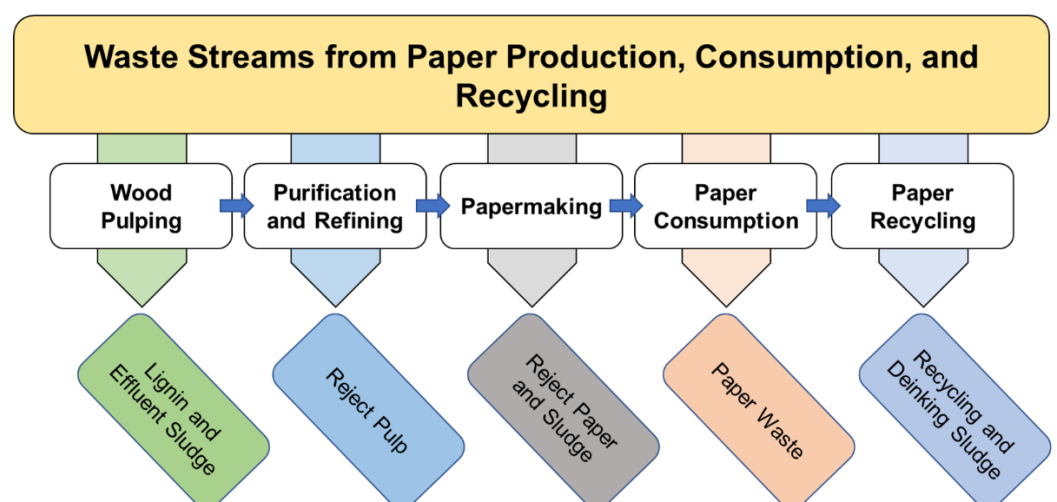 Waste Streams from Paper Production, Consumption, and
Recycling
Wood
Pulping
Purification
and Refining
Papermaking
Paper
Consumption
Paper
Recycling
Lignin and
Effluent Sludge
Reject Pulp
Reject Paper
and Sludge
Paper Waste
Recycling and
Deinking Sludge